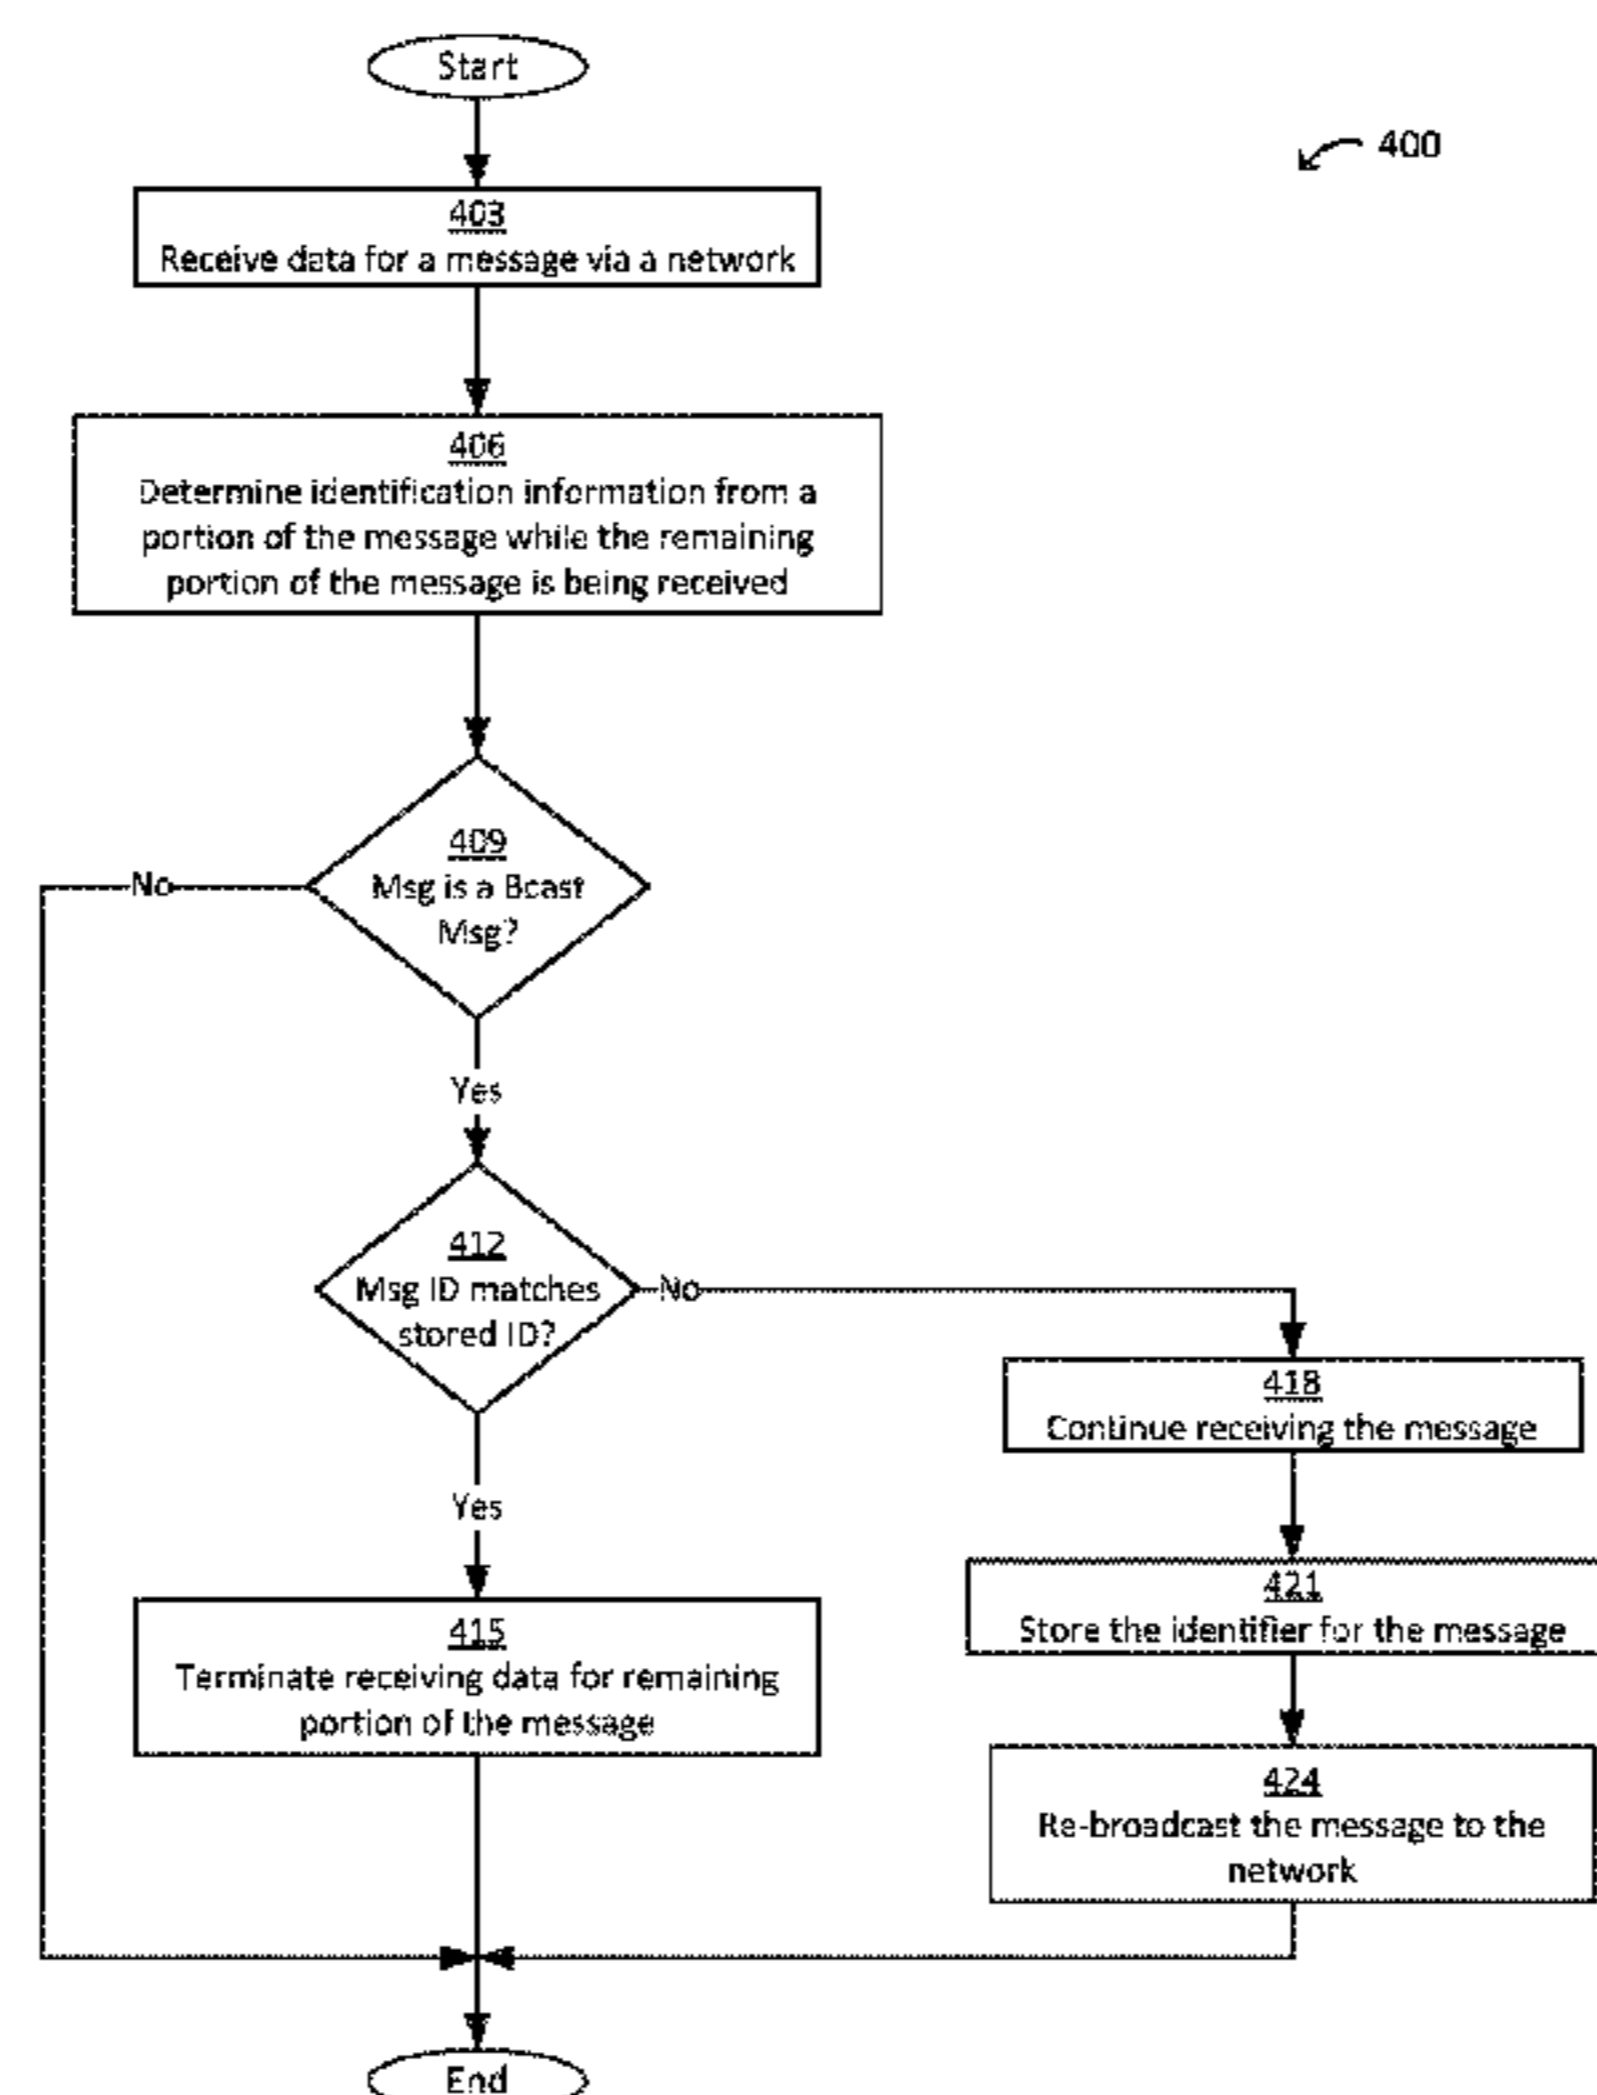 Start
400
403
Receive data for a message via a network
406
Determine identification information from a
portion of the message while the remaining
portion of the message is being received
409
Msg is a Bcast
Msg?
No
Yes
412
Msg ID matches
stored ID?
No
Yes
415
Terminate receiving data for remaining
portion of the message
418
Continue receiving the message
421
Store the identifier for the message
424
Re-broadcast the message to the
network
End